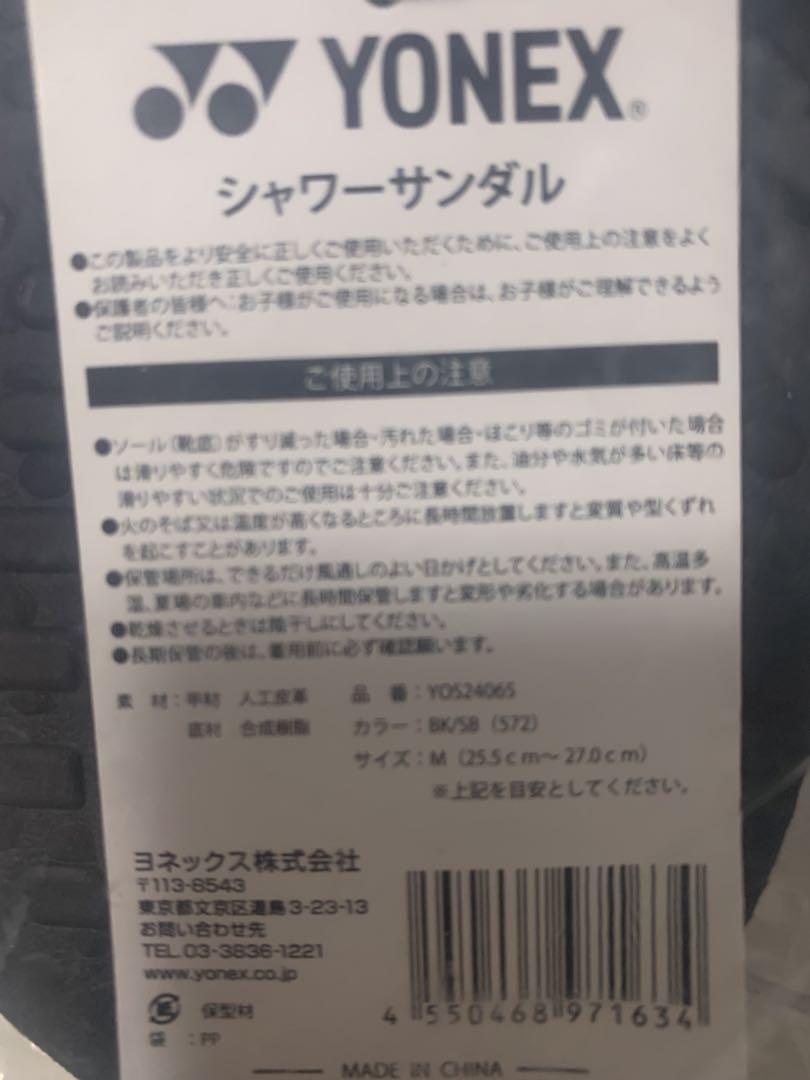 YONEX®
シャワーサンダル
●この製品をより安全に正しくご使用いただくために、ご使用上の注意をよく
お読みいただき正しくご使用ください。
●保護者の皆様へ:お子様がご使用になる場合は、お子様がご理解できるよう
ご説明ください。
ご使用上の注意
●ソール(靴底)がすり減った場合・汚れた場合・ほこり等のゴミが付いた場合
は滑りやすく危険ですのでご注意ください。また、油分や水気が多い床等の
滑りやすい状況でのご使用は十分ご注意ください。
●火のそば又は温度が高くなるところに長時間放置しますと変質や型くずれ
を起こすことがあります。
●保管場所は、できるだけ風通しのよい日かげとしてください。また、高温多
湿、夏場の車内などに長時間保管しますと変形や劣化する場合があります。
●乾燥させるときは陰干しにしてください。
●長期保管の後は、着用前に必ず確認願います。
素 材:甲材 人工皮革 品 番:YOS24065
底材 合成樹脂 カラー:BK/SB (572)
サイズ:M (25.5cm〜27.0cm)
※上記を目安としてください。
ヨネックス株式会社
〒113-8543
東京都文京区湯島3-23-13
お問い合わせ先
TEL.03-3836-1221
www.yonex.co.jp
保型材
袋 :PP
4 550468 971634
MADE IN CHINA